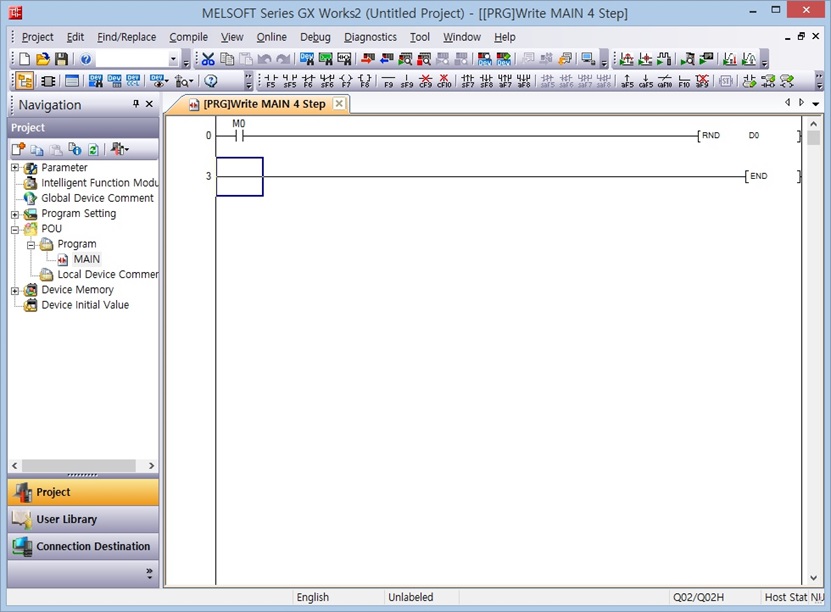 MELSOFT Series GX Works2 (Untitled Project) - [[PRG]Write MAIN 4 Step]
Project Edit Find/Replace Compile View Online Debug Diagnostics Tool Window Help
F5 sF5 F6 sF6 F7 F8 F9 sF9 cF9 cF10 sF7 sF8 aF7 aF8 saF5 saF6 saF7 saF8 aF5 caF5 caF10 F10 aF9
Navigation
[PRG]Write MAIN 4 Step
Project
Parameter
Intelligent Function Modu
Global Device Comment
Program Setting
POU
Program
MAIN
Local Device Commer
Device Memory
Device Initial Value
M0
0 RND D0
3 END
Project
User Library
Connection Destination
English Unlabeled Q02/Q02H Host Stat NU